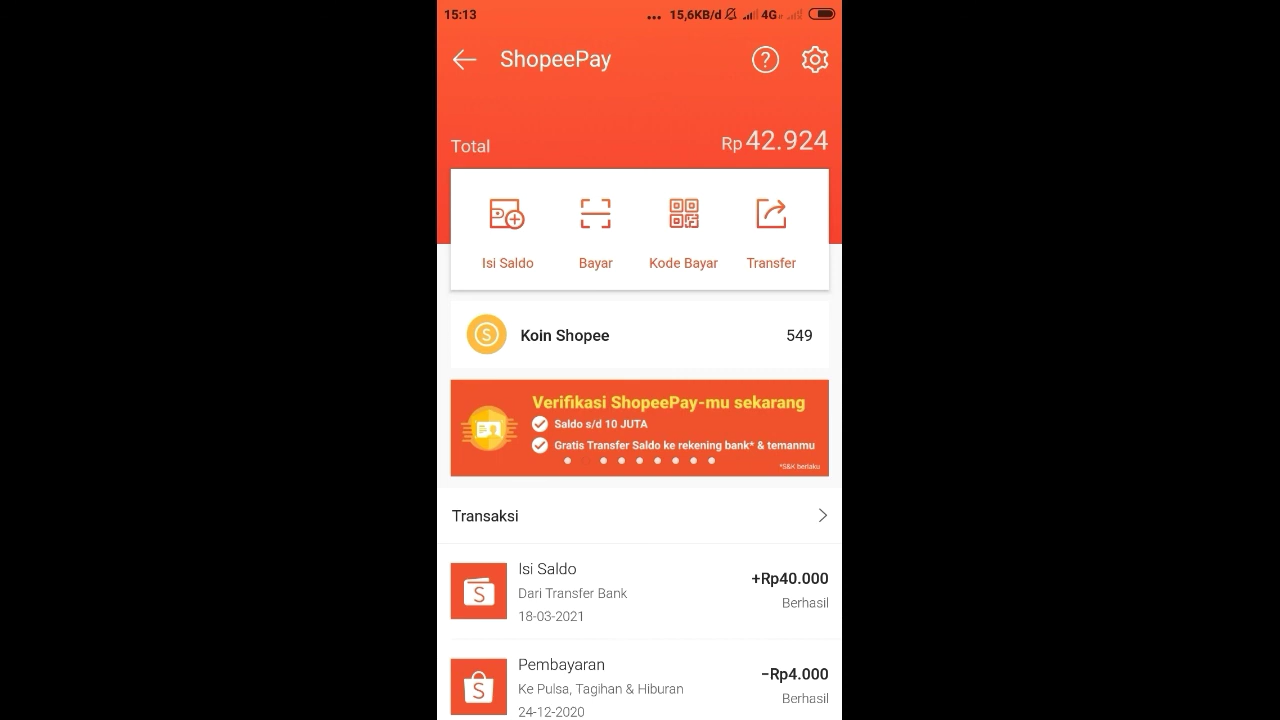 15:13 ... 15,6KB/d 4G
ShopeePay
Total Rp42.924
Isi Saldo Bayar Kode Bayar Transfer
Koin Shopee 549
Verifikasi ShopeePay-mu sekarang
Saldo s/d 10 JUTA
Gratis Transfer Saldo ke rekening bank* & temanmu
*S&K berlaku
Transaksi
Isi Saldo
+Rp40.000
Dari Transfer Bank
Berhasil
18-03-2021
Pembayaran
−Rp4.000
Ke Pulsa, Tagihan & Hiburan
Berhasil
24-12-2020